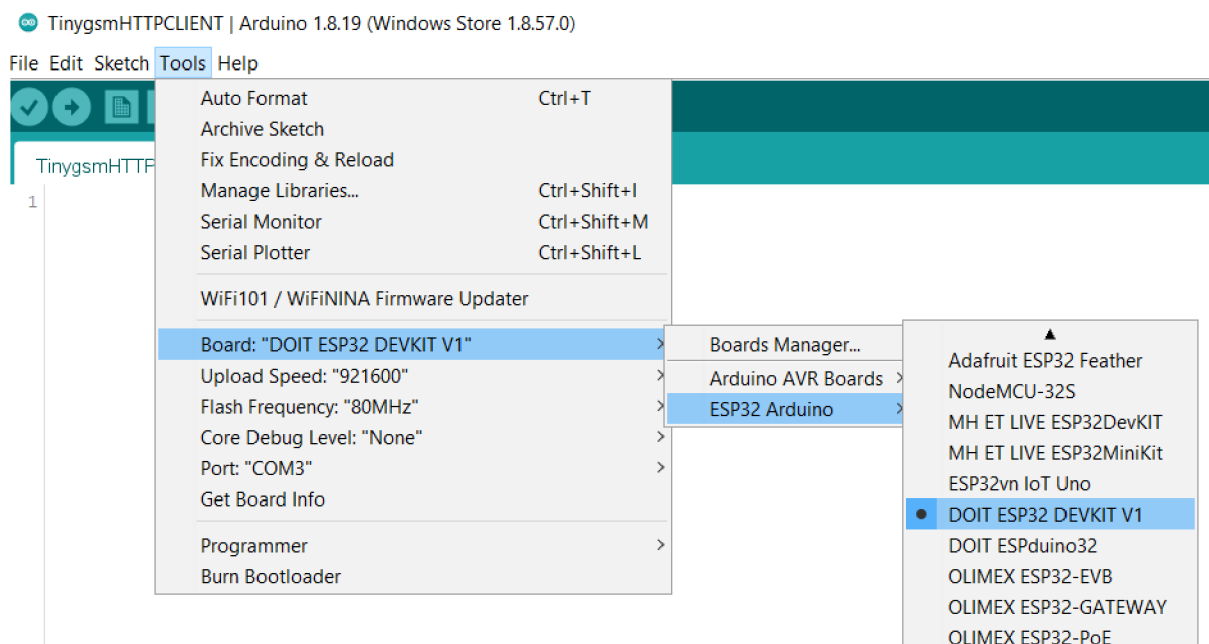 TinygsmHTTPCLIENT | Arduino 1.8.19 (Windows Store 1.8.57.0)
File Edit Sketch Tools Help
TinygsmHTTP
1
Auto Format Ctrl+T
Archive Sketch
Fix Encoding & Reload
Manage Libraries... Ctrl+Shift+I
Serial Monitor Ctrl+Shift+M
Serial Plotter Ctrl+Shift+L
WiFi101 / WiFiNINA Firmware Updater
Board: "DOIT ESP32 DEVKIT V1"
Upload Speed: "921600"
Flash Frequency: "80MHz"
Core Debug Level: "None"
Port: "COM3"
Get Board Info
Programmer
Burn Bootloader
Boards Manager...
Arduino AVR Boards
ESP32 Arduino
Adafruit ESP32 Feather
NodeMCU-32S
MH ET LIVE ESP32DevKIT
MH ET LIVE ESP32MiniKit
ESP32vn IoT Uno
DOIT ESP32 DEVKIT V1
DOIT ESPduino32
OLIMEX ESP32-EVB
OLIMEX ESP32-GATEWAY
OLIMEX ESP32-PoE